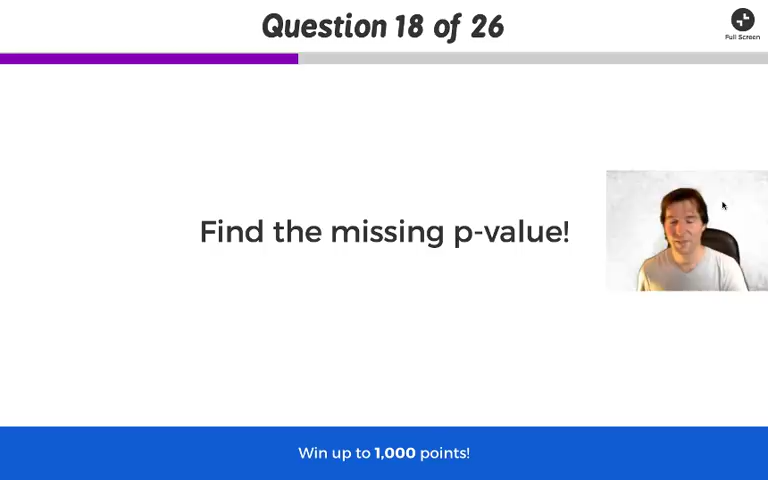 Question 18 of 26
Full Screen
Find the missing p-value!
Win up to 1,000 points!